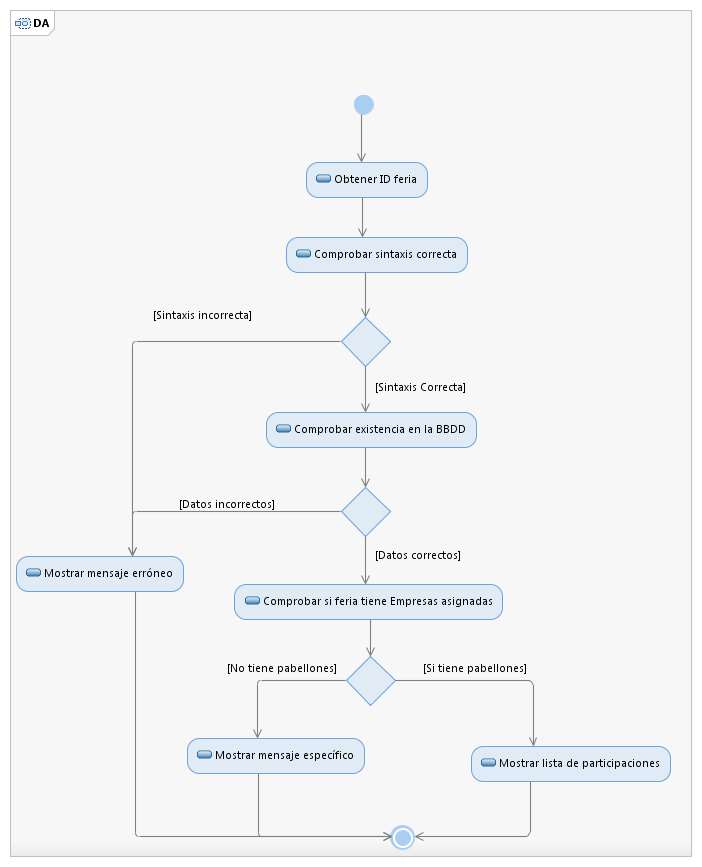 DA
Obtener ID feria
Comprobar sintaxis correcta
[Sintaxis incorrecta]
[Sintaxis Correcta]
Comprobar existencia en la BBDD
[Datos incorrectos]
[Datos correctos]
Mostrar mensaje erróneo
Comprobar si feria tiene Empresas asignadas
[No tiene pabellones]
[Si tiene pabellones]
Mostrar mensaje específico
Mostrar lista de participaciones